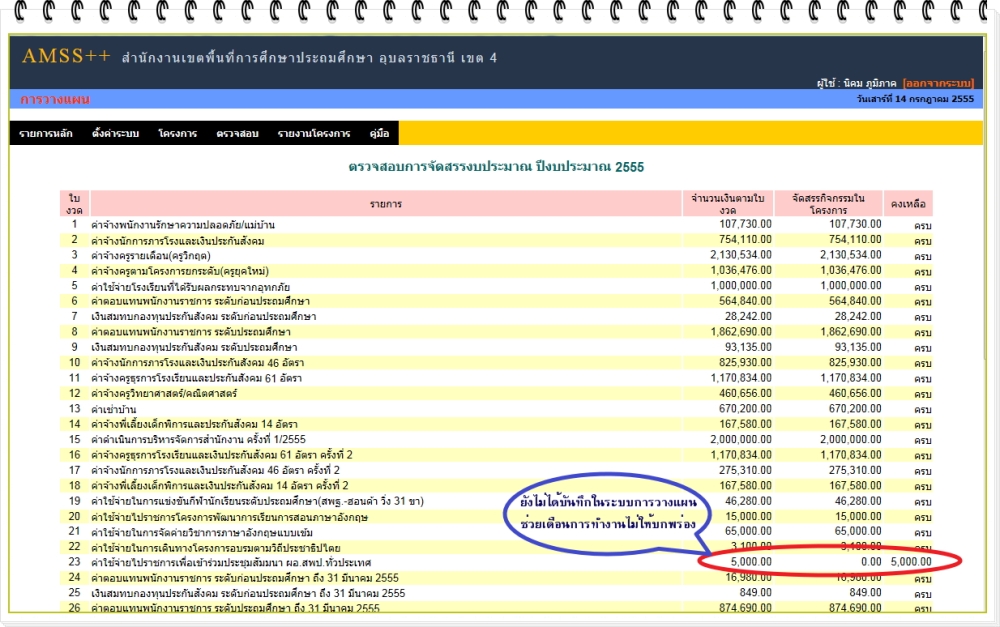 AMSS++ สำนักงานเขตพื้นที่การศึกษาประถมศึกษา อุบลราชธานี เขต 4
ผู้ใช้ : นิคม ภูมิภาค [ออกจากระบบ]
การวางแผน วันเสาร์ที่ 14 กรกฎาคม 2555
รายการหลัก ตั้งค่าระบบ โครงการ ตรวจสอบ รายงานโครงการ คู่มือ
ตรวจสอบการจัดสรรงบประมาณ ปีงบประมาณ 2555
ใบงวด รายการ จำนวนเงินตามใบงวด จัดสรรกิจกรรมในโครงการ คงเหลือ
1 ค่าจ้างพนักงานรักษาความปลอดภัย/แม่บ้าน 107,730.00 107,730.00 ครบ
2 ค่าจ้างนักการภารโรงและเงินประกันสังคม 754,110.00 754,110.00 ครบ
3 ค่าจ้างครูรายเดือน(ครูวิกฤต) 2,130,534.00 2,130,534.00 ครบ
4 ค่าจ้างครูตามโครงการยกระดับ(ครูยุคใหม่) 1,036,476.00 1,036,476.00 ครบ
5 ค่าใช้จ่ายโรงเรียนที่ได้รับผลกระทบจากอุทกภัย 1,000,000.00 1,000,000.00 ครบ
6 ค่าตอบแทนพนักงานราชการ ระดับก่อนประถมศึกษา 564,840.00 564,840.00 ครบ
7 เงินสมทบกองทุนประกันสังคม ระดับก่อนประถมศึกษา 28,242.00 28,242.00 ครบ
8 ค่าตอบแทนพนักงานราชการ ระดับประถมศึกษา 1,862,690.00 1,862,690.00 ครบ
9 เงินสมทบกองทุนประกันสังคม ระดับประถมศึกษา 93,135.00 93,135.00 ครบ
10 ค่าจ้างนักการภารโรงและเงินประกันสังคม 46 อัตรา 825,930.00 825,930.00 ครบ
11 ค่าจ้างครูธุรการโรงเรียนและประกันสังคม 61 อัตรา 1,170,834.00 1,170,834.00 ครบ
12 ค่าจ้างครูวิทยาศาสตร์/คณิตศาสตร์ 460,656.00 460,656.00 ครบ
13 ค่าเช่าบ้าน 670,200.00 670,200.00 ครบ
14 ค่าจ้างพี่เลี้ยงเด็กพิการและประกันสังคม 14 อัตรา 167,580.00 167,580.00 ครบ
15 ค่าดำเนินการบริหารจัดการสำนักงาน ครั้งที่ 1/2555 2,000,000.00 2,000,000.00 ครบ
16 ค่าจ้างครูธุรการโรงเรียนและเงินประกันสังคม 61 อัตรา ครั้งที่ 2 1,170,834.00 1,170,834.00 ครบ
17 ค่าจ้างนักการภารโรงและเงินประกันสังคม 46 อัตรา ครั้งที่ 2 275,310.00 275,310.00 ครบ
18 ค่าจ้างพี่เลี้ยงเด็กพิการและเงินประกันสังคม 14 อัตรา ครั้งที่ 2 167,580.00 167,580.00 ครบ
19 ค่าใช้จ่ายในการแข่งขันกีฬานักเรียนระดับประถมศึกษา(สพฐ.-ฮอนด้า วิ่ง 31 ขา) 46,280.00 46,280.00 ครบ
ยังไม่ได้บันทึกในระบบการวางแผน
20 ค่าใช้จ่ายไปราชการโครงการพัฒนาการเรียนการสอนภาษาอังกฤษ 15,000.00 15,000.00 ครบ
ช่วยเตือนการทำงานไม่ให้บกพร่อง
21 ค่าใช้จ่ายในการจัดค่ายวิชาการภาษาอังกฤษแบบเข้ม 65,000.00 65,000.00 ครบ
22 ค่าใช้จ่ายในการเดินทางโครงการอบรมตามวิถีประชาธิปไตย 3,100.00 3,100.00 ครบ
23 ค่าใช้จ่ายไปราชการเพื่อเข้าร่วมประชุมสัมมนา ผอ.สพป.ทั่วประเทศ 5,000.00 0.00 5,000.00
24 ค่าตอบแทนพนักงานราชการ ระดับก่อนประถมศึกษา ถึง 31 มีนาคม 2555 16,980.00 16,980.00 ครบ
25 เงินสมทบกองทุนประกันสังคม ระดับก่อนประถมศึกษา ถึง 31 มีนาคม 2555 849.00 849.00 ครบ
26 ค่าตอบแทนพนักงานราชการ ระดับประถมศึกษา ถึง 31 มีนาคม 2555 874,690.00 874,690.00 ครบ